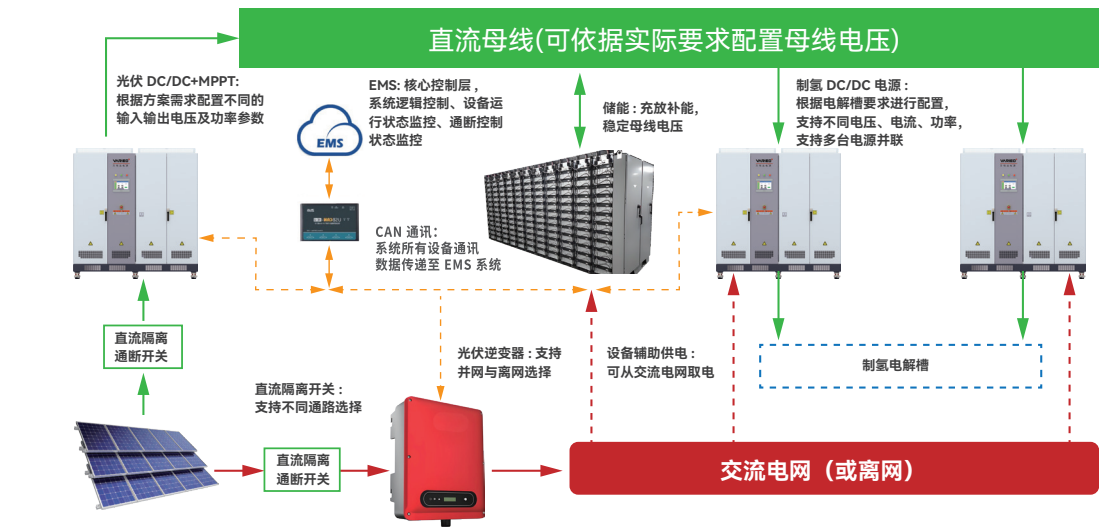 直流母线(可依据实际要求配置母线电压)
光伏 DC/DC+MPPT:
根据方案需求配置不同的
输入输出电压及功率参数
EMS: 核心控制层 ,
系统逻辑控制、设备运
行状态监控、通断控制
状态监控
EMS
储能 : 充放补能,
稳定母线电压
制氢 DC/DC 电源 :
根据电解槽要求进行配置,
支持不同电压、电流、功率,
支持多台电源并联
CAN 通讯:
系统所有设备通讯
数据传递至 EMS 系统
直流隔离
通断开关
光伏逆变器 : 支持
并网与离网选择
设备辅助供电 :
可从交流电网取电
制氢电解槽
直流隔离开关 :
支持不同通路选择
直流隔离
通断开关
交流电网（或离网）